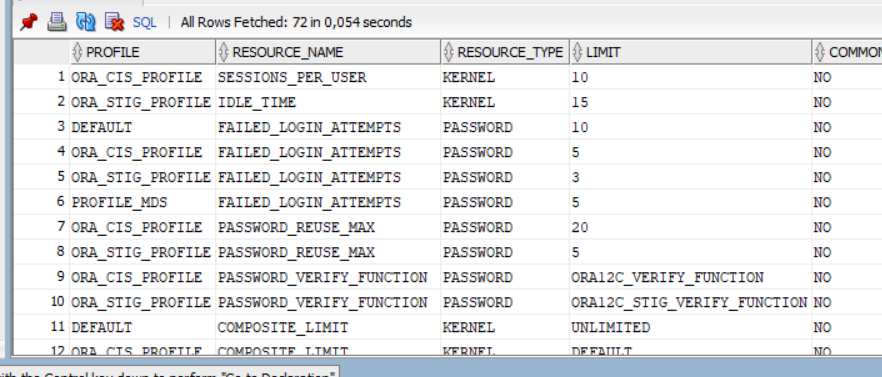 SQL | All Rows Fetched: 72 in 0,054 seconds
PROFILE RESOURCE_NAME RESOURCE_TYPE LIMIT COMMON
1 ORA_CIS_PROFILE SESSIONS_PER_USER KERNEL 10 NO
2 ORA_STIG_PROFILE IDLE_TIME KERNEL 15 NO
3 DEFAULT FAILED_LOGIN_ATTEMPTS PASSWORD 10 NO
4 ORA_CIS_PROFILE FAILED_LOGIN_ATTEMPTS PASSWORD 5 NO
5 ORA_STIG_PROFILE FAILED_LOGIN_ATTEMPTS PASSWORD 3 NO
6 PROFILE_MDS FAILED_LOGIN_ATTEMPTS PASSWORD 5 NO
7 ORA_CIS_PROFILE PASSWORD_REUSE_MAX PASSWORD 20 NO
8 ORA_STIG_PROFILE PASSWORD_REUSE_MAX PASSWORD 5 NO
9 ORA_CIS_PROFILE PASSWORD_VERIFY_FUNCTION PASSWORD ORA12C_VERIFY_FUNCTION NO
10 ORA_STIG_PROFILE PASSWORD_VERIFY_FUNCTION PASSWORD ORA12C_STIG_VERIFY_FUNCTION NO
11 DEFAULT COMPOSITE_LIMIT KERNEL UNLIMITED NO
12 ORA_CIS_PROFILE COMPOSITE_LIMIT KERNEL DEFAULT NO
with the Control key down to perform "Go to Declaration"